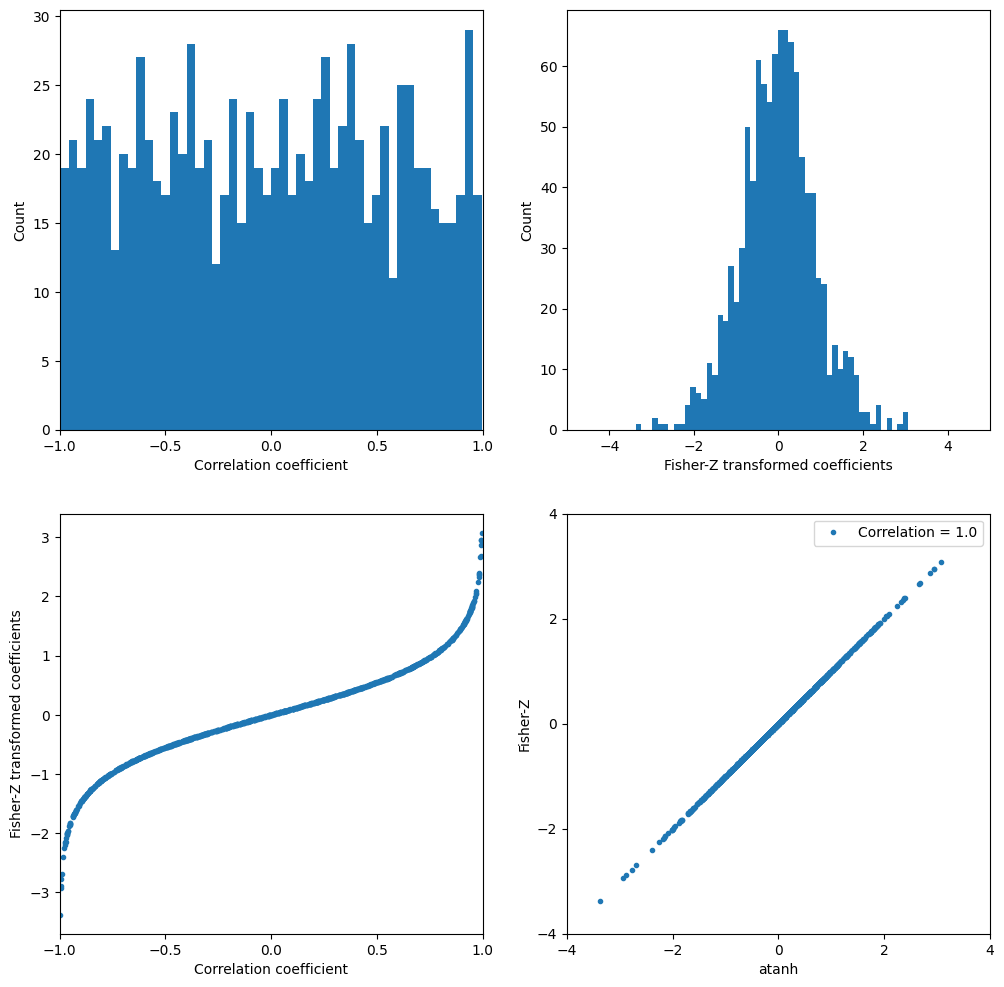 30
25
20
15
10
5
0
Count
−1.0 −0.5 0.0 0.5 1.0
Correlation coefficient
60
50
40
30
20
10
0
Count
−4 −2 0 2 4
Fisher-Z transformed coefficients
3
2
1
0
−1
−2
−3
Fisher-Z transformed coefficients
−1.0 −0.5 0.0 0.5 1.0
Correlation coefficient
Correlation = 1.0
4
2
0
−2
−4
Fisher-Z
−4 −2 0 2 4
atanh